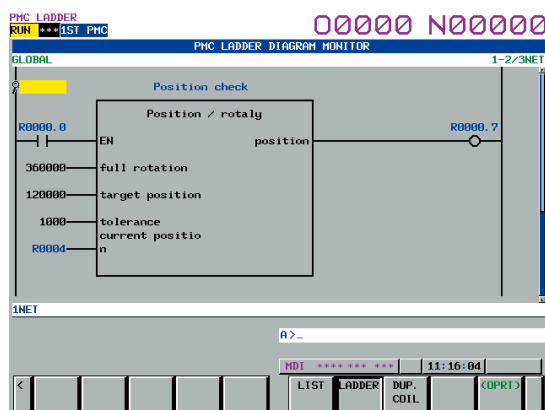 PMC LADDER
RUN ***1ST PMC
O0000 N00000
PMC LADDER DIAGRAM MONITOR
GLOBAL 1-2/3NET
Position check
Position / rotaly
R0000.0 R0000.7
EN position
360000 full rotation
120000 target position
1000 tolerance
current positio
R0004 n
1NET
A>_
MDI **** *** *** 11:16:04
< LIST LADDER DUP. COIL (OPRT)